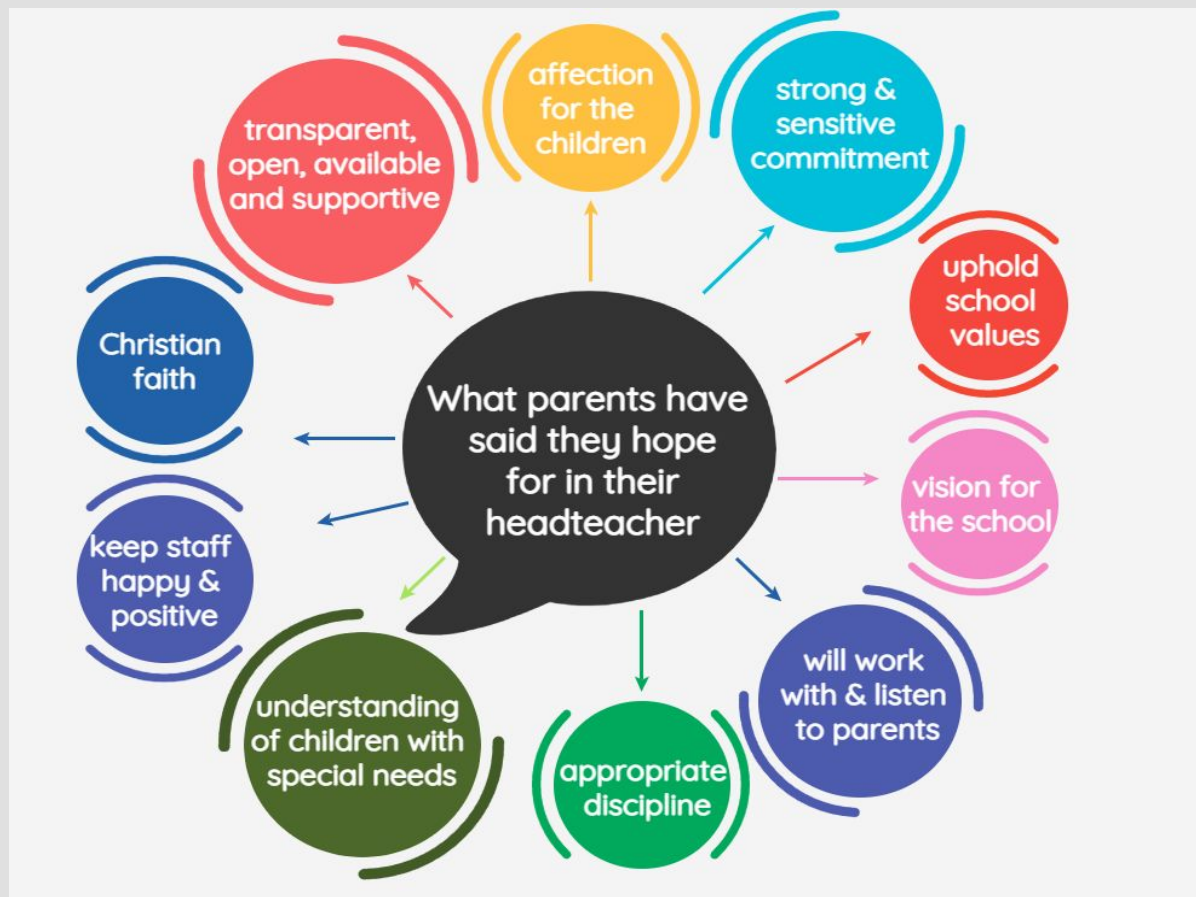 What parents have
said they hope
for in their
headteacher
affection
for the
children
strong &
sensitive
commitment
uphold
school
values
vision for
the school
will work
with & listen
to parents
appropriate
discipline
understanding
of children with
special needs
keep staff
happy &
positive
Christian
faith
transparent,
open, available
and supportive